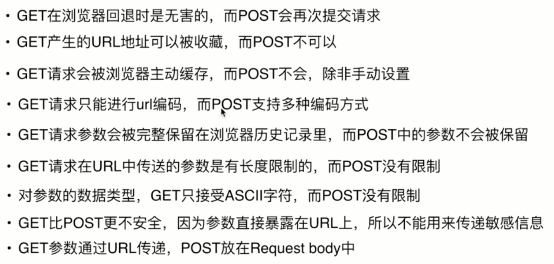 • GET在浏览器回退时是无害的，而POST会再次提交请求
• GET产生的URL地址可以被收藏，而POST不可以
• GET请求会被浏览器主动缓存，而POST不会，除非手动设置
• GET请求只能进行url编码，而POST支持多种编码方式
• GET请求参数会被完整保留在浏览器历史记录里，而POST中的参数不会被保留
• GET请求在URL中传送的参数是有长度限制的，而POST没有限制
• 对参数的数据类型，GET只接受ASCII字符，而POST没有限制
• GET比POST更不安全，因为参数直接暴露在URL上，所以不能用来传递敏感信息
• GET参数通过URL传递，POST放在Request body中